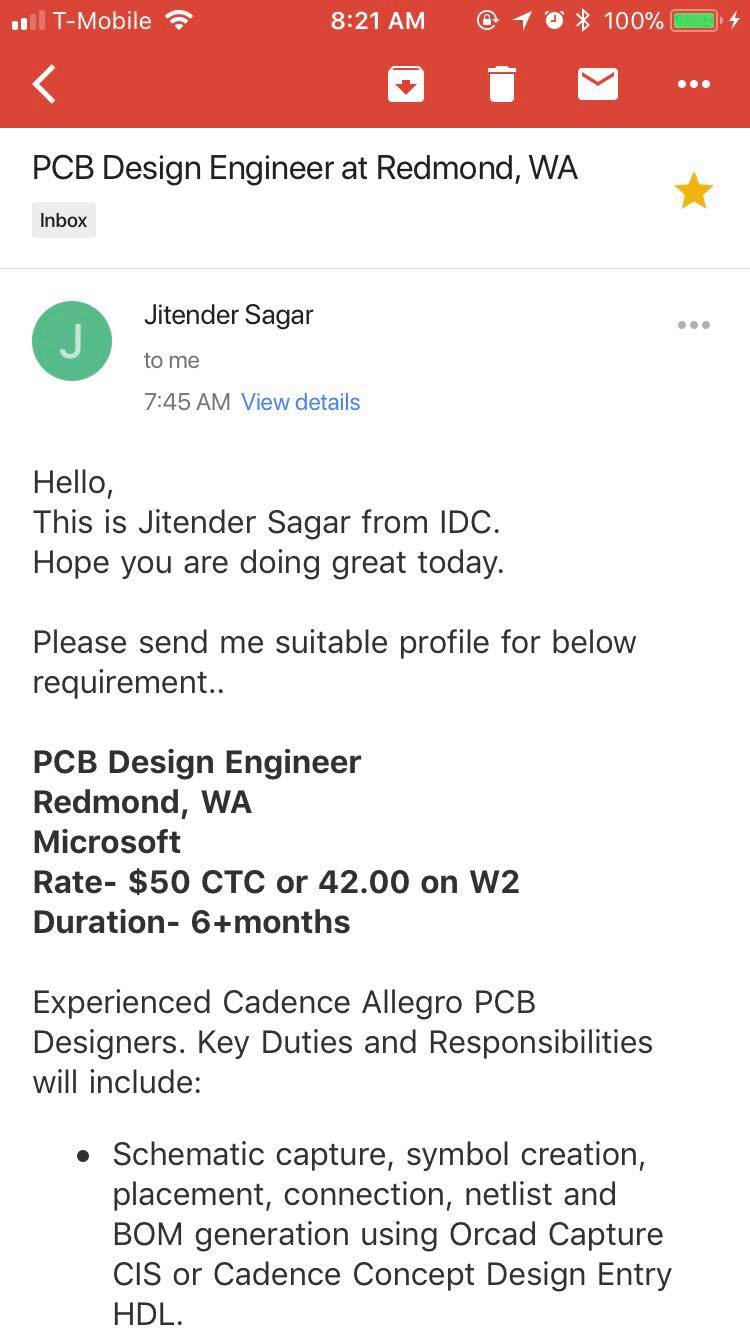 T-Mobile 8:21 AM 100%
PCB Design Engineer at Redmond, WA
Inbox
J
Jitender Sagar
to me
7:45 AM View details
Hello,
This is Jitender Sagar from IDC.
Hope you are doing great today.
Please send me suitable profile for below
requirement..
PCB Design Engineer
Redmond, WA
Microsoft
Rate- $50 CTC or 42.00 on W2
Duration- 6+months
Experienced Cadence Allegro PCB
Designers. Key Duties and Responsibilities
will include:
• Schematic capture, symbol creation,
placement, connection, netlist and
BOM generation using Orcad Capture
CIS or Cadence Concept Design Entry
HDL.